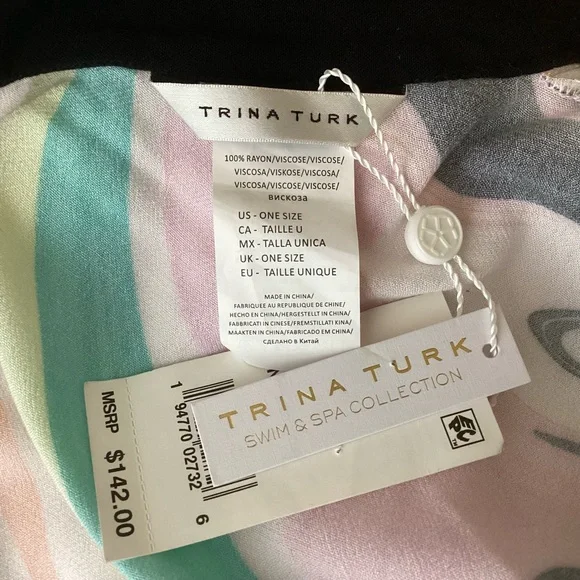 TRINA TURK
100% RAYON/VISCOSE/VISCOSE/
VISCOSA/VISKOSE/VISCOSA/
VISCOSA/VISCOSE/VISCOSE/
вискоза
US - ONE SIZE
CA - TAILLE U
MX - TALLA UNICA
UK - ONE SIZE
EU - TAILLE UNIQUE
MADE IN CHINA/
FABRIQUEE AU REPUBLIQUE DE CHINE/
HECHO EN CHINA/HERGESTELLT IN CHINA/
FABBRICATI IN CINESE/FREMSTILLATI KINA/
MAAKTEN IN CHINA/FABRICADO EM CHINA/
СДЕЛАНО В Китай
TRINA TURK
SWIM & SPA COLLECTION
MSRP $142.00
1 94770 02732 6